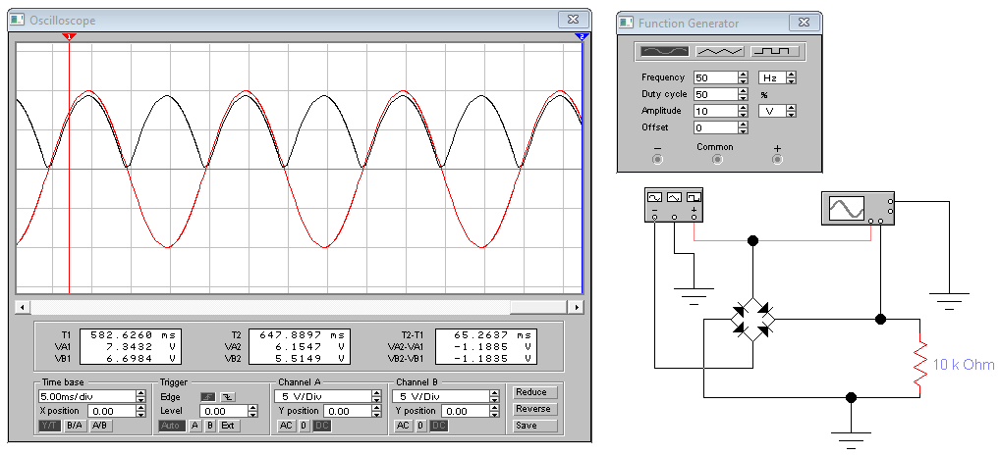 Oscilloscope
1 2
T1 582.6260 ms
VA1 7.3432 V
VB1 6.6984 V
T2 647.8897 ms
VA2 6.1547 V
VB2 5.5149 V
T2-T1 65.2637 ms
VA2-VA1 -1.1885 V
VB2-VB1 -1.1835 V
Time base
5.00ms/div
X position 0.00
Y/T B/A A/B
Trigger
Edge
Level 0.00
Auto A B Ext
Channel A
5 V/Div
Y position 0.00
AC 0 DC
Channel B
5 V/Div
Y position 0.00
AC 0 DC
Reduce
Reverse
Save
Function Generator
Frequency 50 Hz
Duty cycle 50 %
Amplitude 10 V
Offset 0
− Common +
− +
10 k Ohm